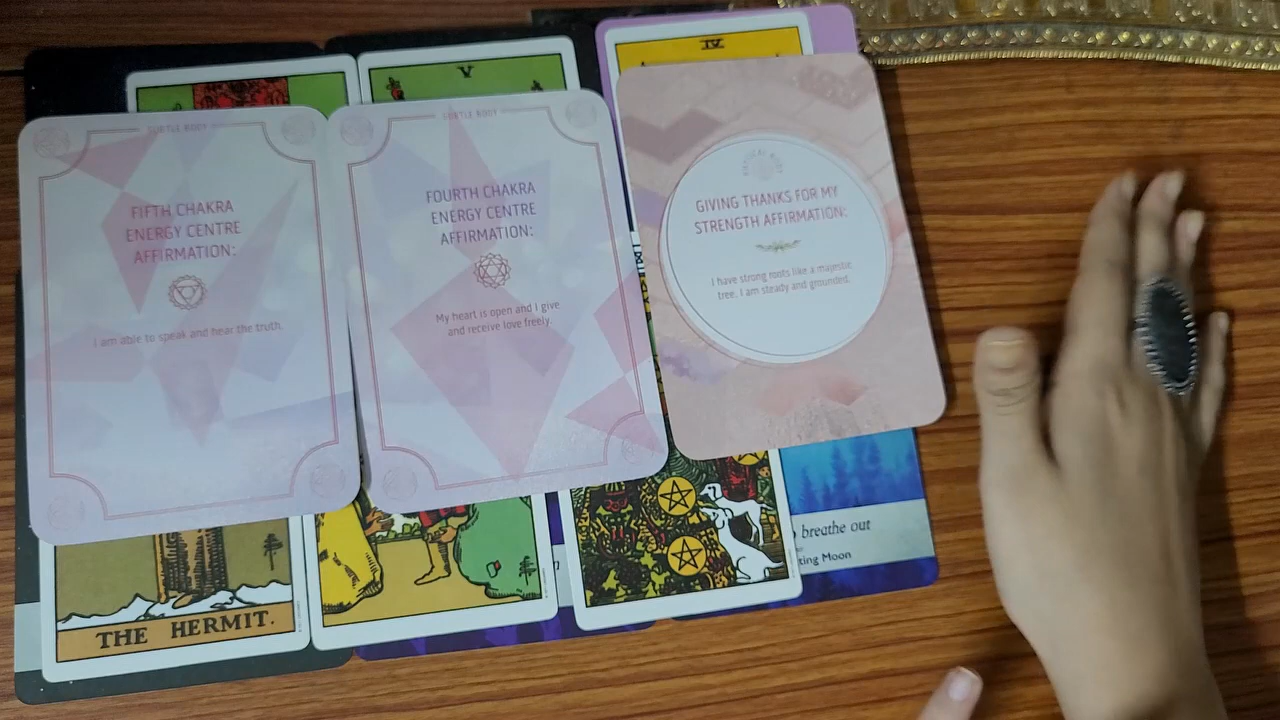 V
IV
SUBTLE BODY
FIFTH CHAKRA
ENERGY CENTRE
AFFIRMATION:
I am able to speak and hear the truth.
SUBTLE BODY
FOURTH CHAKRA
ENERGY CENTRE
AFFIRMATION:
My heart is open and I give
and receive love freely.
GIVING THANKS FOR MY
STRENGTH AFFIRMATION:
I have strong roots like a majestic
tree. I am steady and grounded.
THE HERMIT.
breathe out
ting Moon